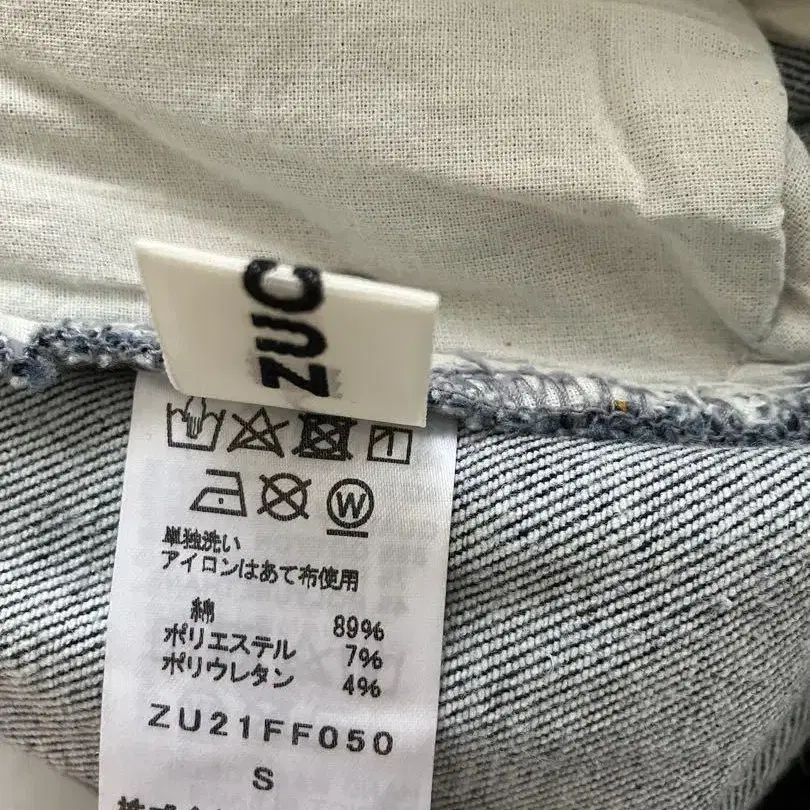 ZUC
W
単独洗い
アイロンはあて布使用
綿 89%
ポリエステル 7%
ポリウレタン 4%
ZU21FF050
S